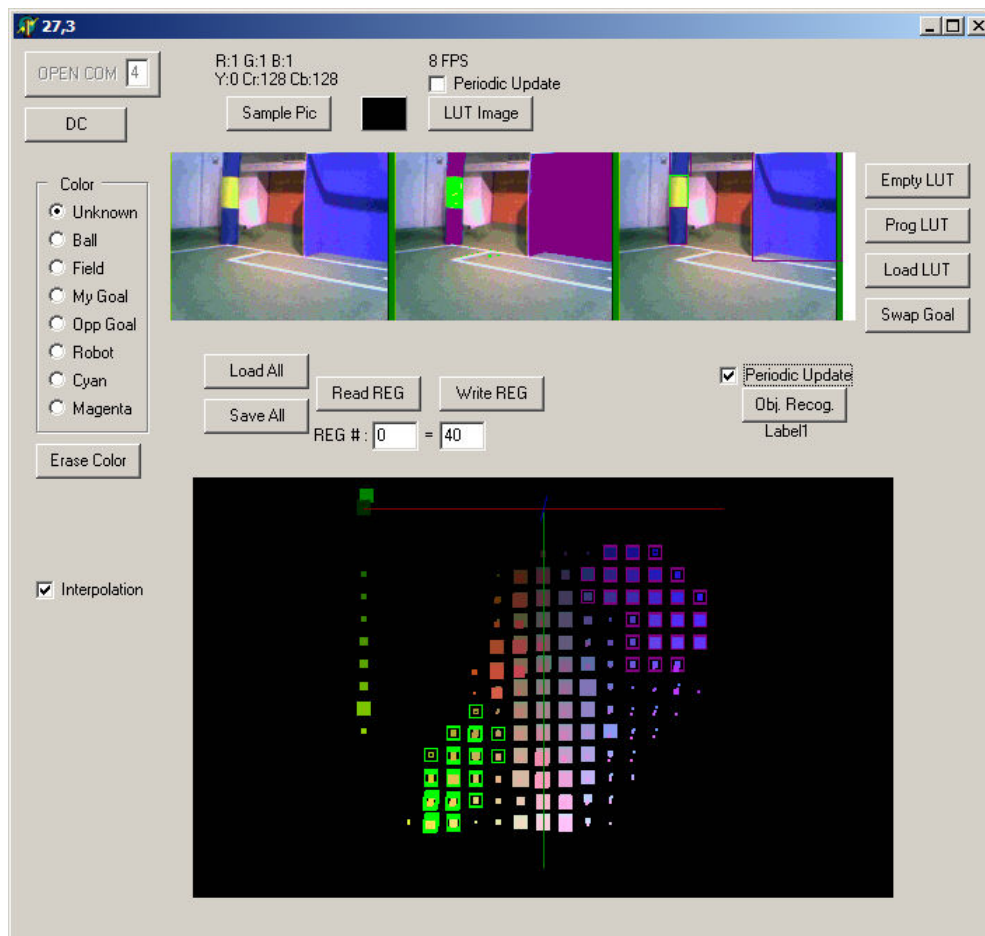 27,3
OPEN COM 4
DC
R:1 G:1 B:1
Y:0 Cr:128 Cb:128
Sample Pic
8 FPS
Periodic Update
LUT Image
Color
Unknown
Ball
Field
My Goal
Opp Goal
Robot
Cyan
Magenta
Erase Color
Interpolation
Empty LUT
Prog LUT
Load LUT
Swap Goal
Load All
Save All
Read REG
Write REG
REG # : 0 = 40
Periodic Update
Obj. Recog.
Label1